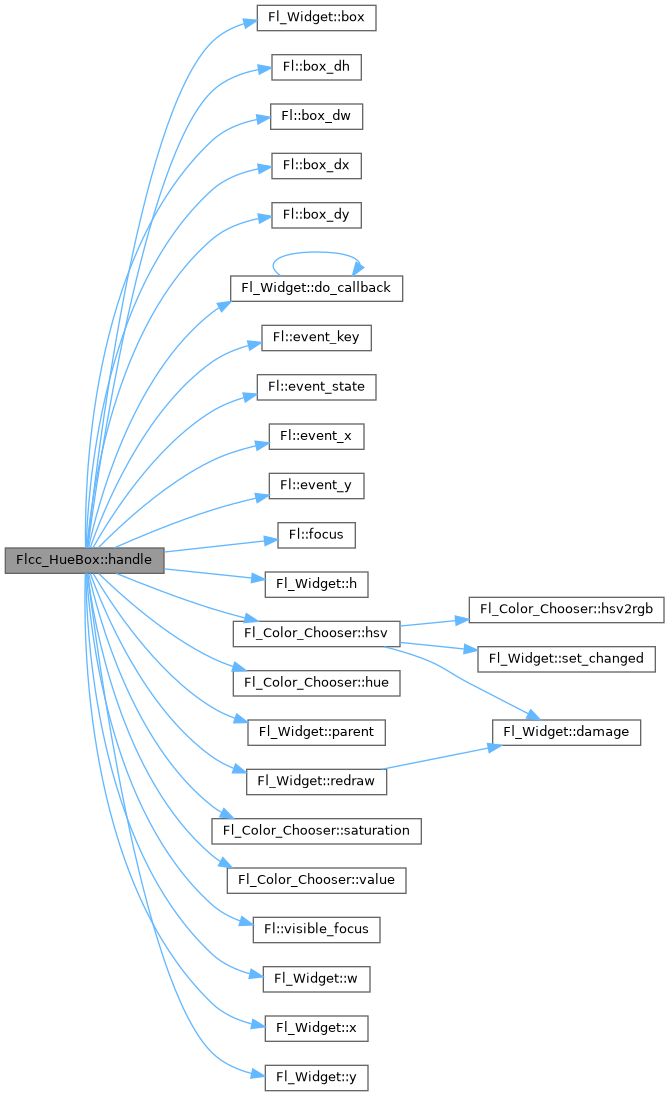 Fl_Widget::box
Fl::box_dh
Fl::box_dw
Fl::box_dx
Fl::box_dy
Fl_Widget::do_callback
Fl::event_key
Fl::event_state
Fl::event_x
Fl::event_y
Fl::focus
Flcc_HueBox::handle
Fl_Widget::h
Fl_Color_Chooser::hsv
Fl_Color_Chooser::hsv2rgb
Fl_Widget::set_changed
Fl_Color_Chooser::hue
Fl_Widget::parent
Fl_Widget::damage
Fl_Widget::redraw
Fl_Color_Chooser::saturation
Fl_Color_Chooser::value
Fl::visible_focus
Fl_Widget::w
Fl_Widget::x
Fl_Widget::y